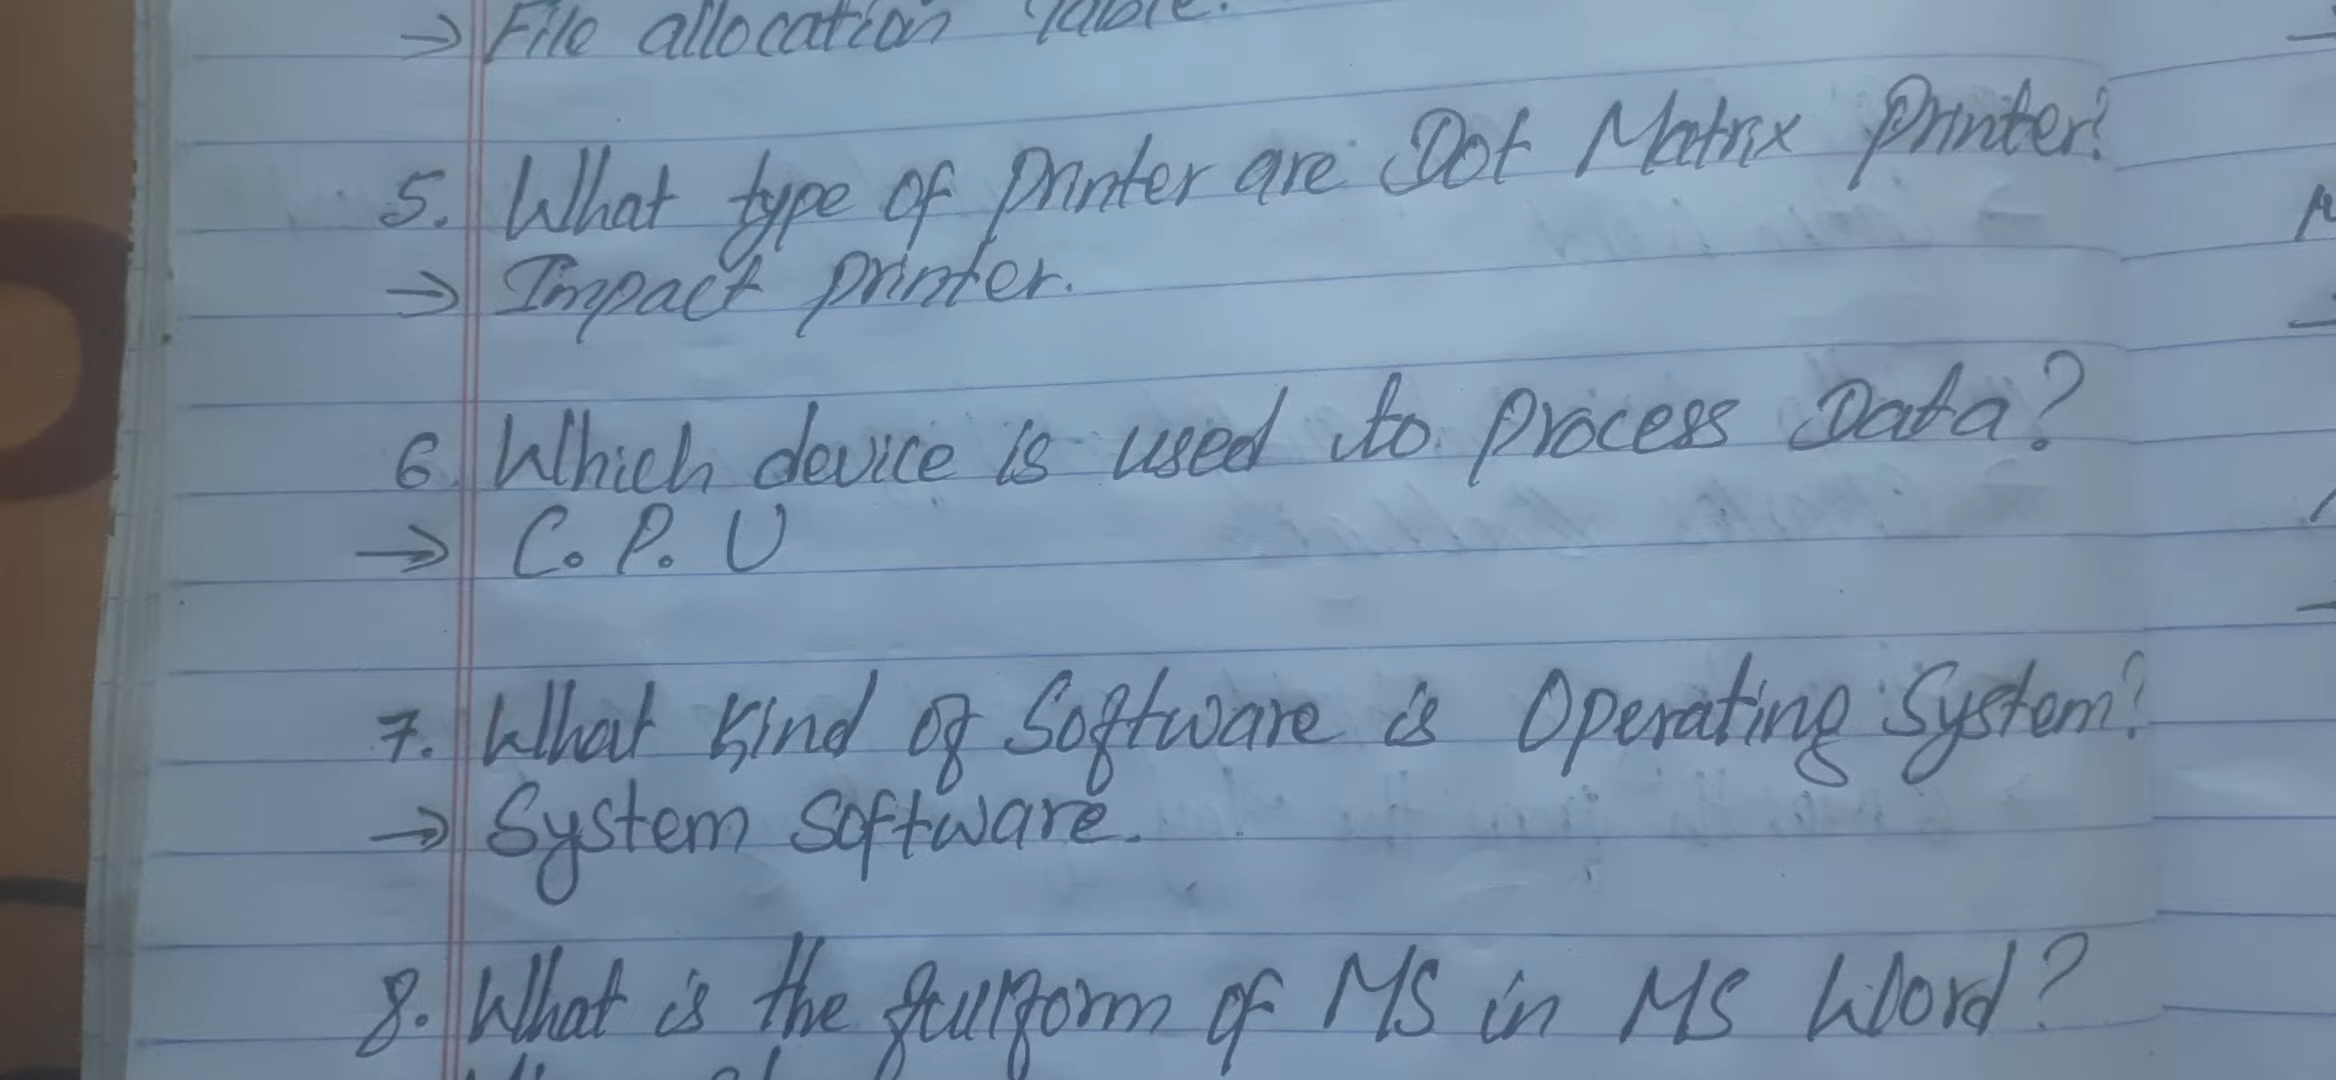 → File allocation Table.
5. What type of printer are Dot Matrix printer?
→ Impact printer.
6. Which device is used to process Data?
→ C. P. U
7. What Kind of Software is Operating System?
→ System software.
8. What is the fullform of MS in MS Word?